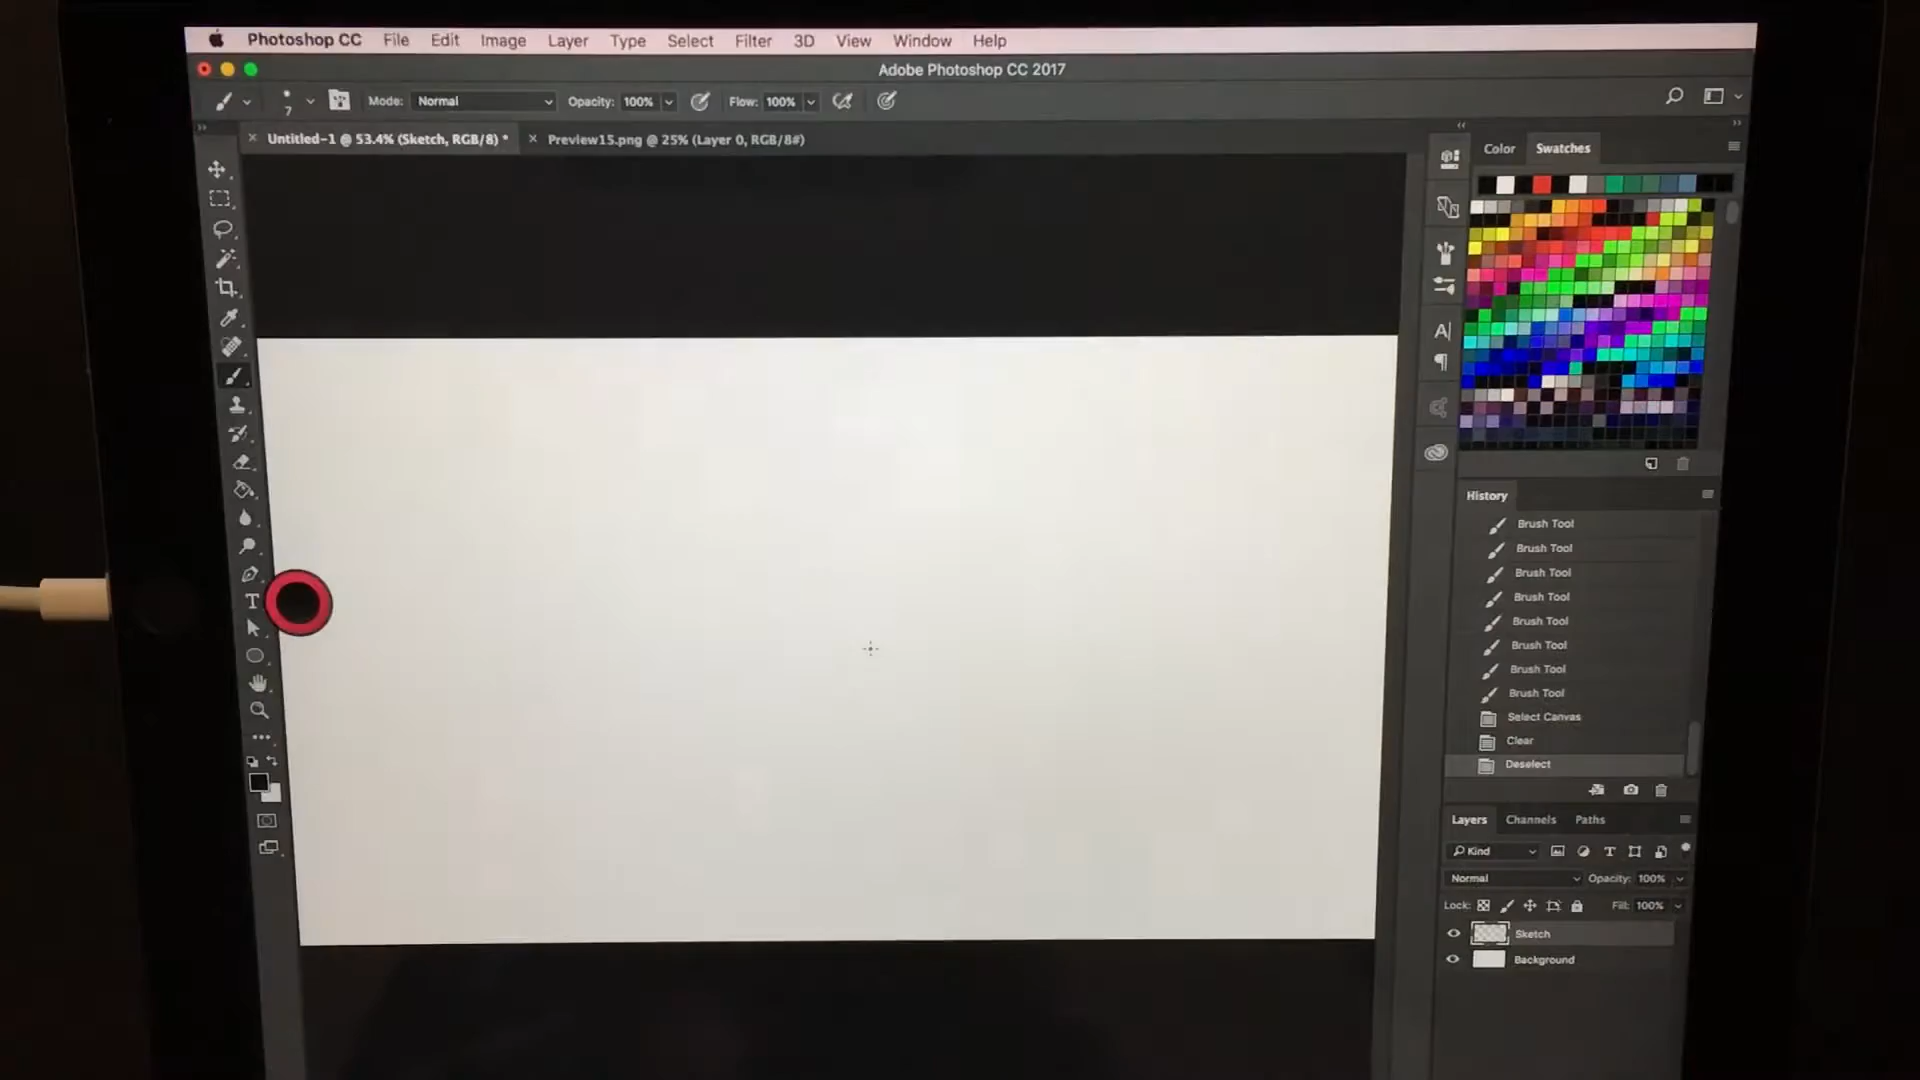 Photoshop CC File Edit Image Layer Type Select Filter 3D View Window Help
Adobe Photoshop CC 2017
7 Mode: Normal Opacity: 100% Flow: 100%
Untitled-1 @ 53.4% (Sketch, RGB/8) * Preview15.png @ 25% (Layer 0, RGB/8#)
Color Swatches
History
Brush Tool
Brush Tool
Brush Tool
Brush Tool
Brush Tool
Brush Tool
Brush Tool
Brush Tool
Select Canvas
Clear
Deselect
Layers Channels Paths
Kind
Normal Opacity: 100%
Lock: Fill: 100%
Sketch
Background